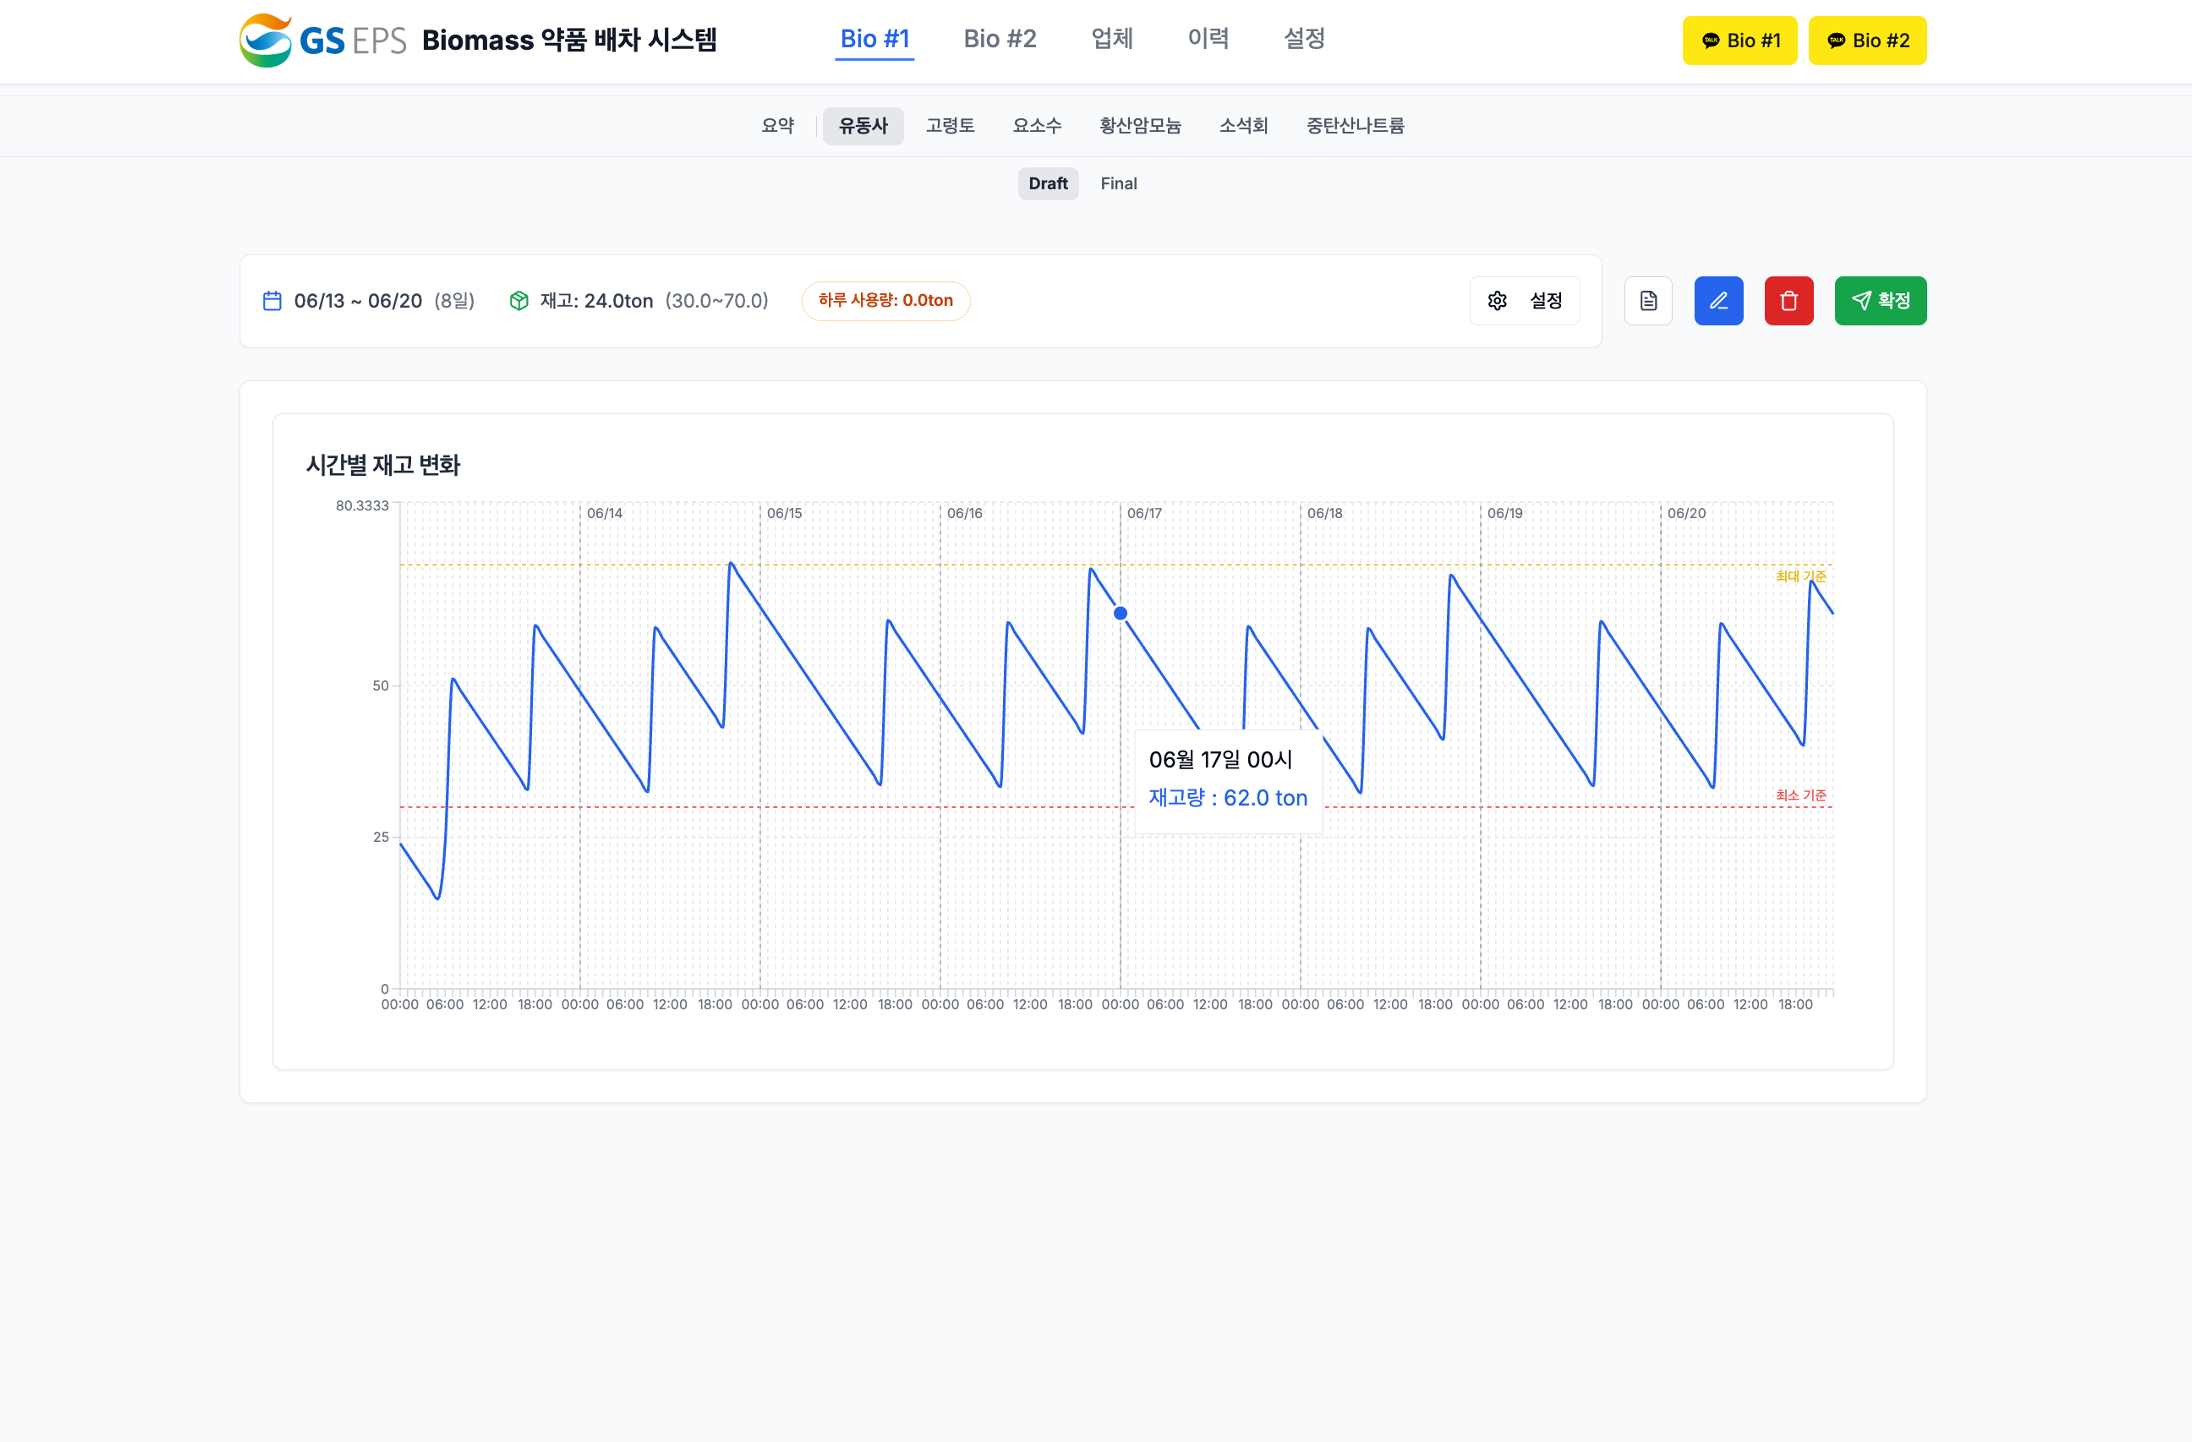 GS EPS Biomass 약품 배차 시스템 Bio #1 Bio #2 업체 이력 설정 TALK Bio #1 TALK Bio #2
요약 유동사 고령토 요소수 황산암모늄 소석회 중탄산나트륨
Draft Final
06/13 ~ 06/20 (8일) 재고: 24.0ton (30.0~70.0) 하루 사용량: 0.0ton 설정 확정
시간별 재고 변화
80.3333
06/14 06/15 06/16 06/17 06/18 06/19 06/20
최대 기준
50
06월 17일 00시
재고량 : 62.0 ton
최소 기준
25
0
00:00 06:00 12:00 18:00 00:00 06:00 12:00 18:00 00:00 06:00 12:00 18:00 00:00 06:00 12:00 18:00 00:00 06:00 12:00 18:00 00:00 06:00 12:00 18:00 00:00 06:00 12:00 18:00 00:00 06:00 12:00 18:00